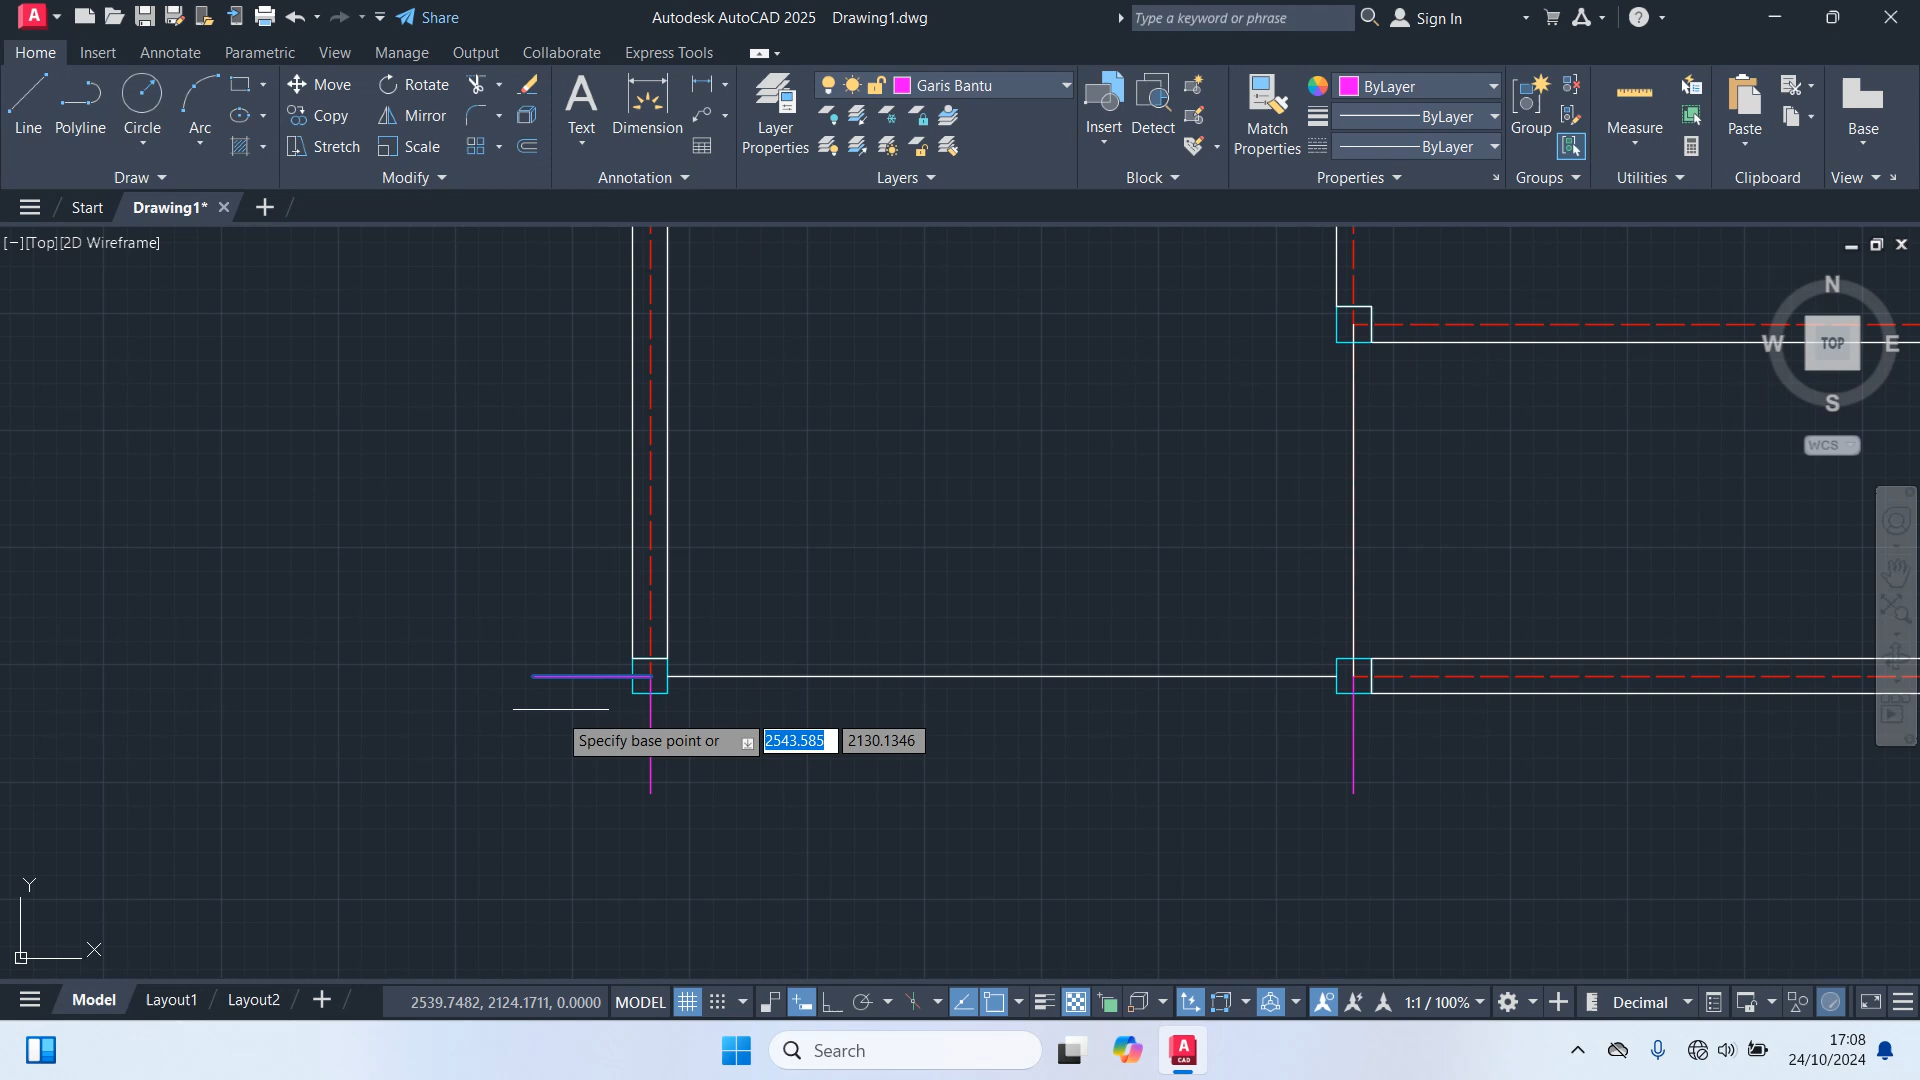 Share
Autodesk AutoCAD 2025 Drawing1.dwg
Type a keyword or phrase
Sign In
Home Insert Annotate Parametric View Manage Output Collaborate Express Tools
Line Polyline Circle Arc
Move Rotate
Copy Mirror
Stretch Scale
Text Dimension
Layer Properties
Garis Bantu
Insert Detect
Match Properties
ByLayer
ByLayer
ByLayer
Group
Measure
Paste
Base
Draw Modify Annotation Layers Block Properties Groups Utilities Clipboard View
Start Drawing1*
[−][Top][2D Wireframe]
N
W TOP E
S
WCS
Specify base point or 2543.585 2130.1346
Y
X
Model Layout1 Layout2
2539.7482, 2124.1711, 0.0000 MODEL
1:1 / 100%
Decimal
Search
A CAD
17:08
24/10/2024